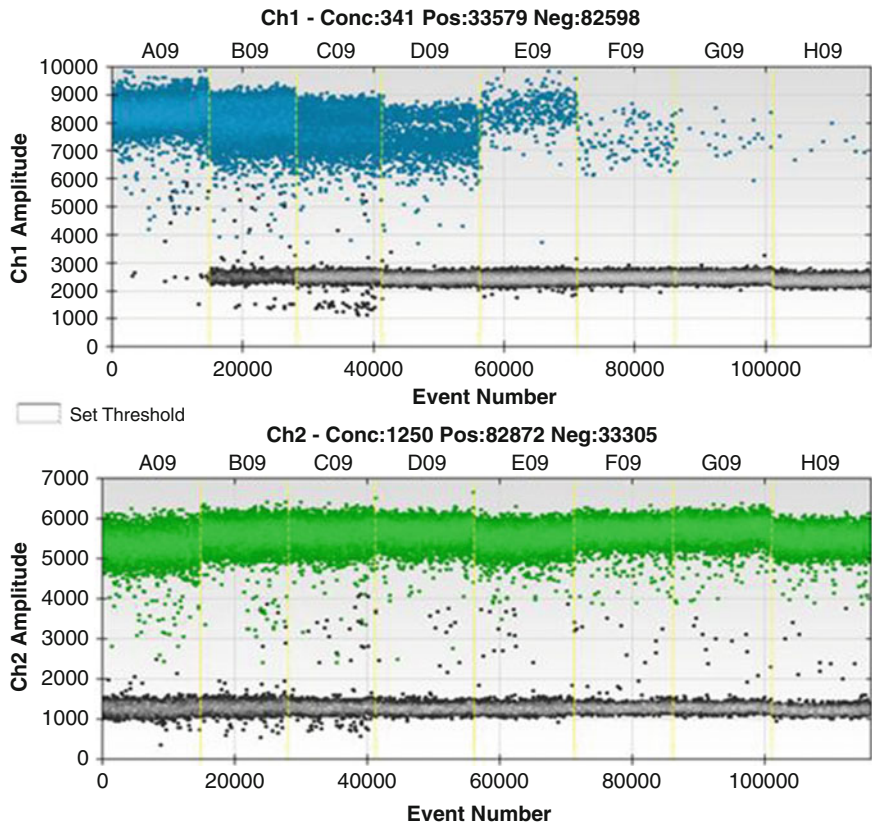 Ch1 - Conc:341 Pos:33579 Neg:82598
A09 B09 C09 D09 E09 F09 G09 H09
10000
9000
8000
7000
6000
5000
4000
3000
2000
1000
0
Ch1 Amplitude
0 20000 40000 60000 80000 100000
Event Number
Set Threshold
Ch2 - Conc:1250 Pos:82872 Neg:33305
A09 B09 C09 D09 E09 F09 G09 H09
7000
6000
5000
4000
3000
2000
1000
0
Ch2 Amplitude
0 20000 40000 60000 80000 100000
Event Number